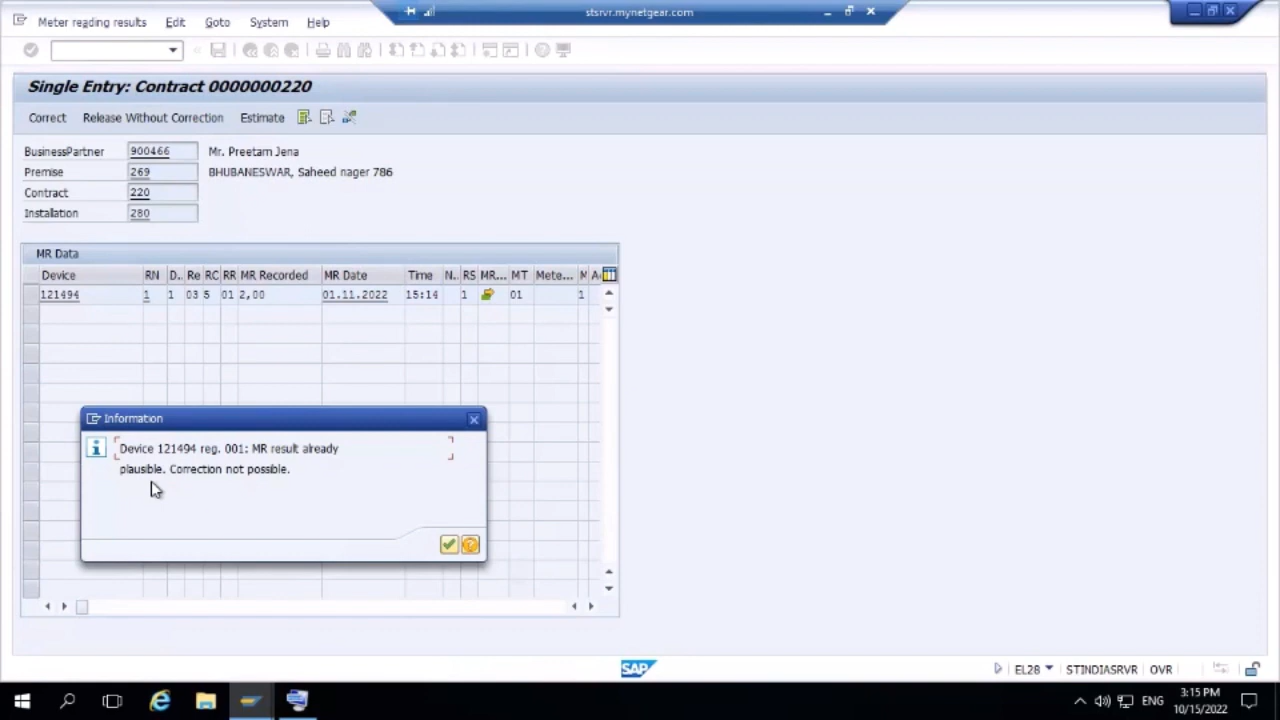 Meter reading results Edit Goto System Help
stsrvr.mynetgear.com
Single Entry: Contract 0000000220
Correct Release Without Correction Estimate
BusinessPartner 900466 Mr. Preetam Jena
Premise 269 BHUBANESWAR, Saheed nager 786
Contract 220
Installation 280
MR Data
Device RN D.. Re RC RR MR Recorded MR Date Time N.. RS MR... MT Mete... M A
121494 1 1 03 5 01 2,00 01.11.2022 15:14 1 01 1
Information
Device 121494 reg. 001: MR result already
plausible. Correction not possible.
SAP
EL28 STINDIASRVR OVR
ENG
3:15 PM
10/15/2022